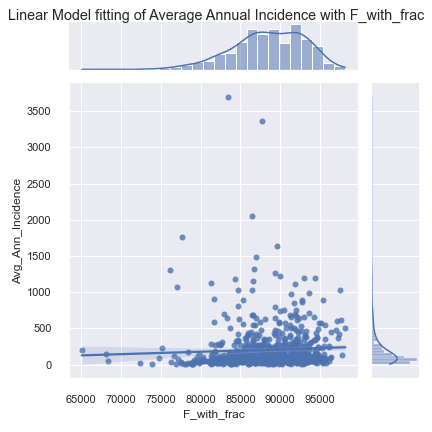 Linear Model fitting of Average Annual Incidence with F_with_frac
3500
3000
2500
2000
1500
1000
500
0
Avg_Ann_Incidence
65000 70000 75000 80000 85000 90000 95000
F_with_frac